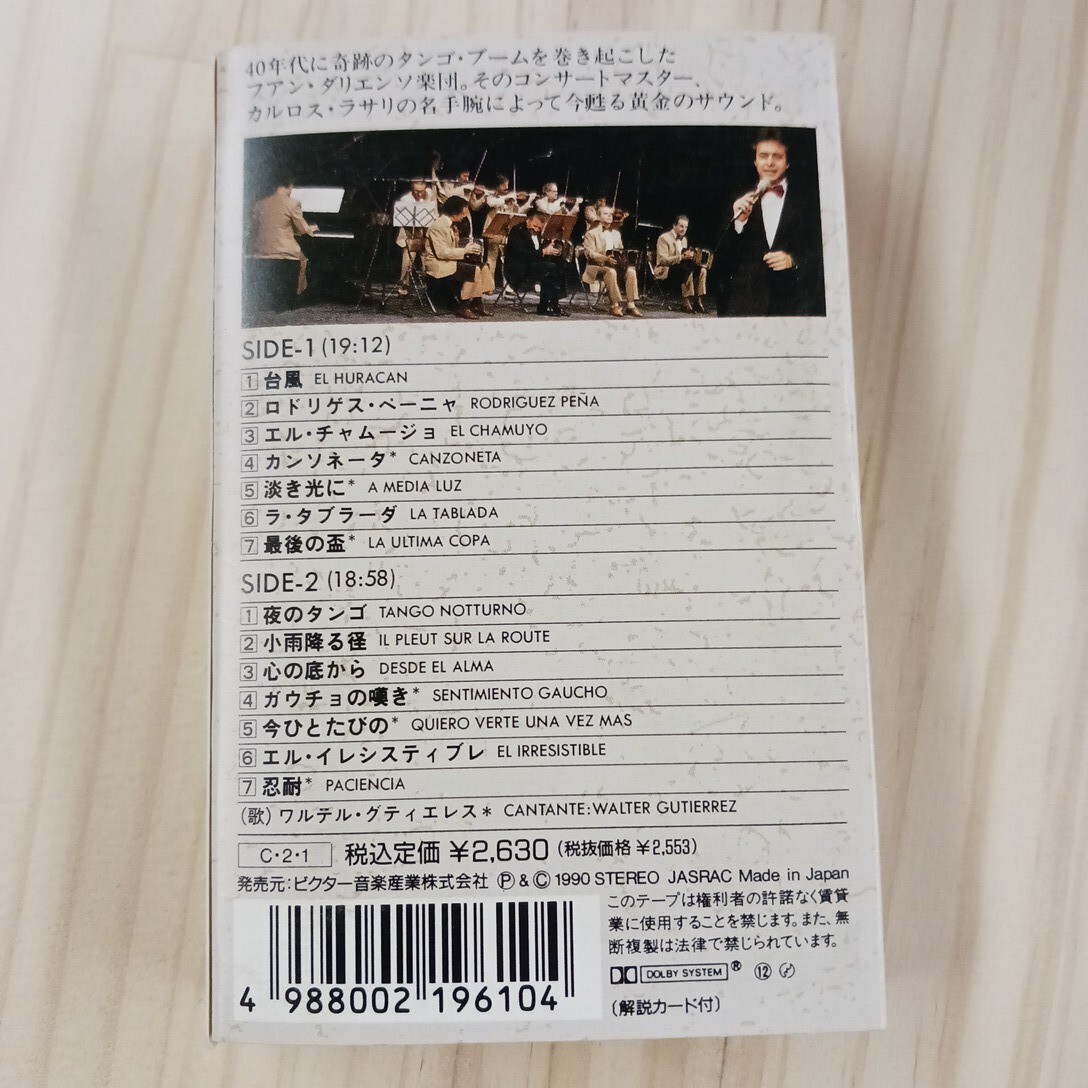 40年代に奇跡のタンゴ・ブームを巻き起こした
フアン・ダリエンソ楽団。そのコンサートマスター、
カルロス・ラサリの名手腕によって今甦る黄金のサウンド。
SIDE-1 (19:12)
1 台風 EL HURACAN
2 ロドリゲス・ペーニャ RODRIGUEZ PEÑA
3 エル・チャムージョ EL CHAMUYO
4 カンソネータ* CANZONETA
5 淡き光に* A MEDIA LUZ
6 ラ・タブラーダ LA TABLADA
7 最後の盃* LA ULTIMA COPA
SIDE-2 (18:58)
1 夜のタンゴ TANGO NOTTURNO
2 小雨降る径 IL PLEUT SUR LA ROUTE
3 心の底から DESDE EL ALMA
4 ガウチョの嘆き* SENTIMIENTO GAUCHO
5 今ひとたびの* QUIERO VERTE UNA VEZ MAS
6 エル・イレシスティブレ EL IRRESISTIBLE
7 忍耐* PACIENCIA
(歌) ワルテル・グティエレス* CANTANTE:WALTER GUTIERREZ
C・2・1 税込定価 ¥2,630 (税抜価格 ¥2,553)
発売元:ビクター音楽産業株式会社 Ⓟ&Ⓒ 1990 STEREO JASRAC Made in Japan
このテープは権利者の許諾なく賃貸
業に使用することを禁じます。また、無
断複製は法律で禁じられています。
DOLBY SYSTEM ® ⑫
(解説カード付)
4 988002 196104